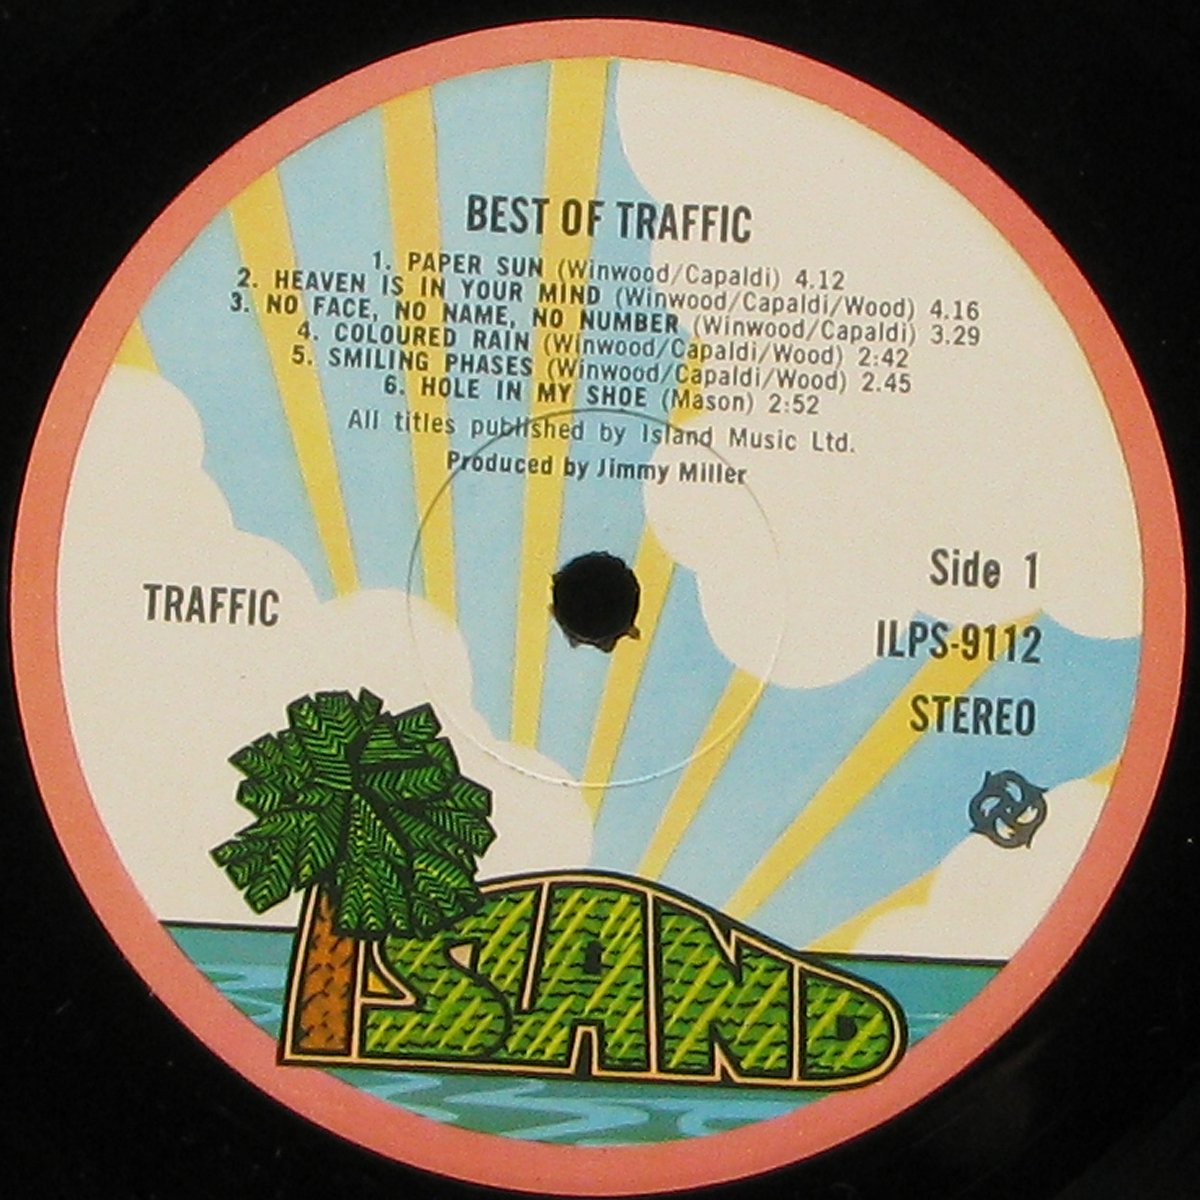 BEST OF TRAFFIC
1. PAPER SUN (Winwood/Capaldi) 4.12
2. HEAVEN IS IN YOUR MIND (Winwood/Capaldi/Wood) 4.16
3. NO FACE, NO NAME, NO NUMBER (Winwood/Capaldi) 3.29
4. COLOURED RAIN (Winwood/Capaldi/Wood) 2:42
5. SMILING PHASES (Winwood/Capaldi/Wood) 2.45
6. HOLE IN MY SHOE (Mason) 2:52
All titles published by Island Music Ltd.
Produced by Jimmy Miller
TRAFFIC
Side 1
ILPS-9112
STEREO
ISLAND